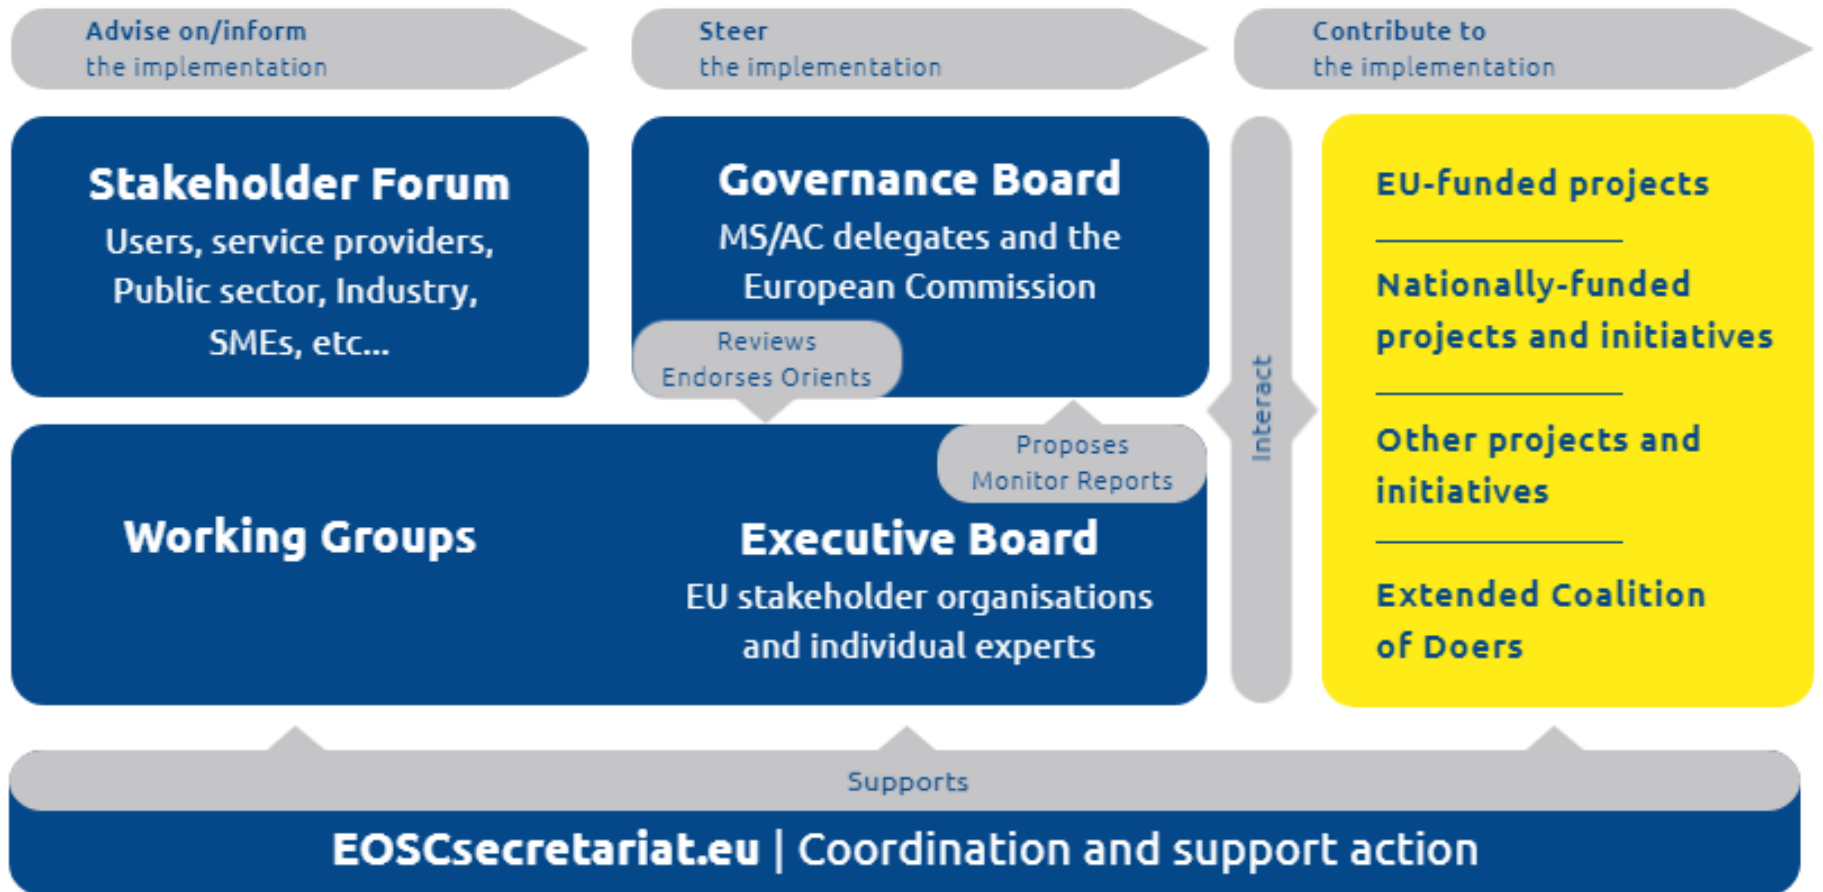 Advise on/inform
the implementation
Steer
the implementation
Contribute to
the implementation
Stakeholder Forum
Users, service providers,
Public sector, Industry,
SMEs, etc...
Governance Board
MS/AC delegates and the
European Commission
Reviews
Endorses Orients
Proposes
Monitor Reports
Working Groups
Executive Board
EU stakeholder organisations
and individual experts
Interact
EU-funded projects
Nationally-funded
projects and initiatives
Other projects and
initiatives
Extended Coalition
of Doers
Supports
EOSCsecretariat.eu | Coordination and support action